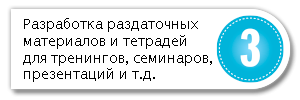 Разработка раздаточных
материалов и тетрадей
для тренингов, семинаров,
презентаций и т.д.
3